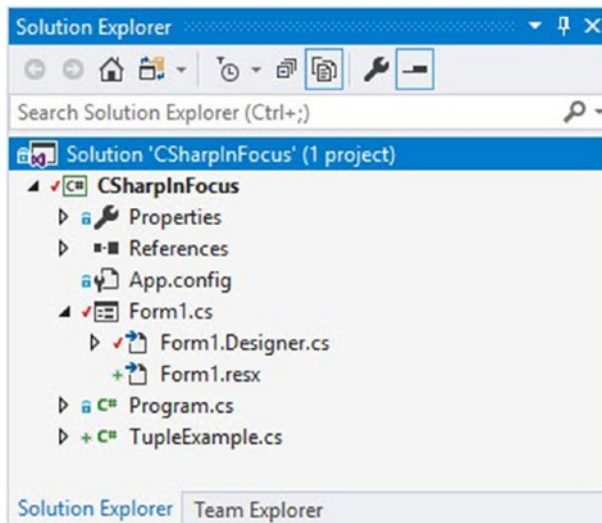 Solution Explorer
Search Solution Explorer (Ctrl+;)
Solution 'CSharpInFocus' (1 project)
C# CSharpInFocus
Properties
References
App.config
Form1.cs
Form1.Designer.cs
Form1.resx
C# Program.cs
+ C# TupleExample.cs
Solution Explorer Team Explorer